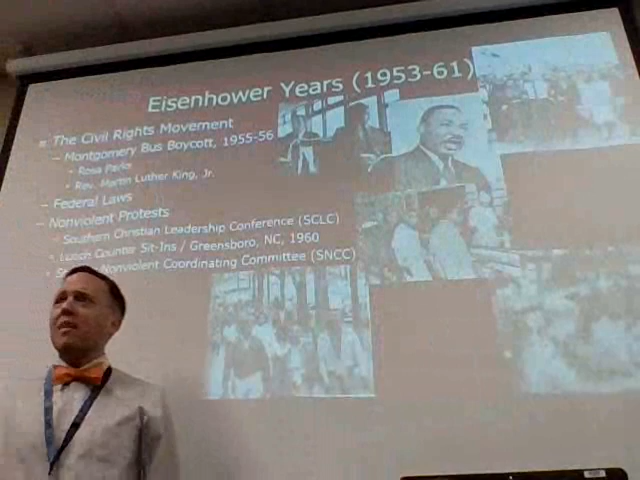 Eisenhower Years (1953-61)
The Civil Rights Movement
– Montgomery Bus Boycott, 1955-56
• Rosa Parks
• Rev. Martin Luther King, Jr.
– Federal Laws
– Nonviolent Protests
• Southern Christian Leadership Conference (SCLC)
• Lunch Counter Sit-Ins / Greensboro, NC, 1960
• Nonviolent Coordinating Committee (SNCC)